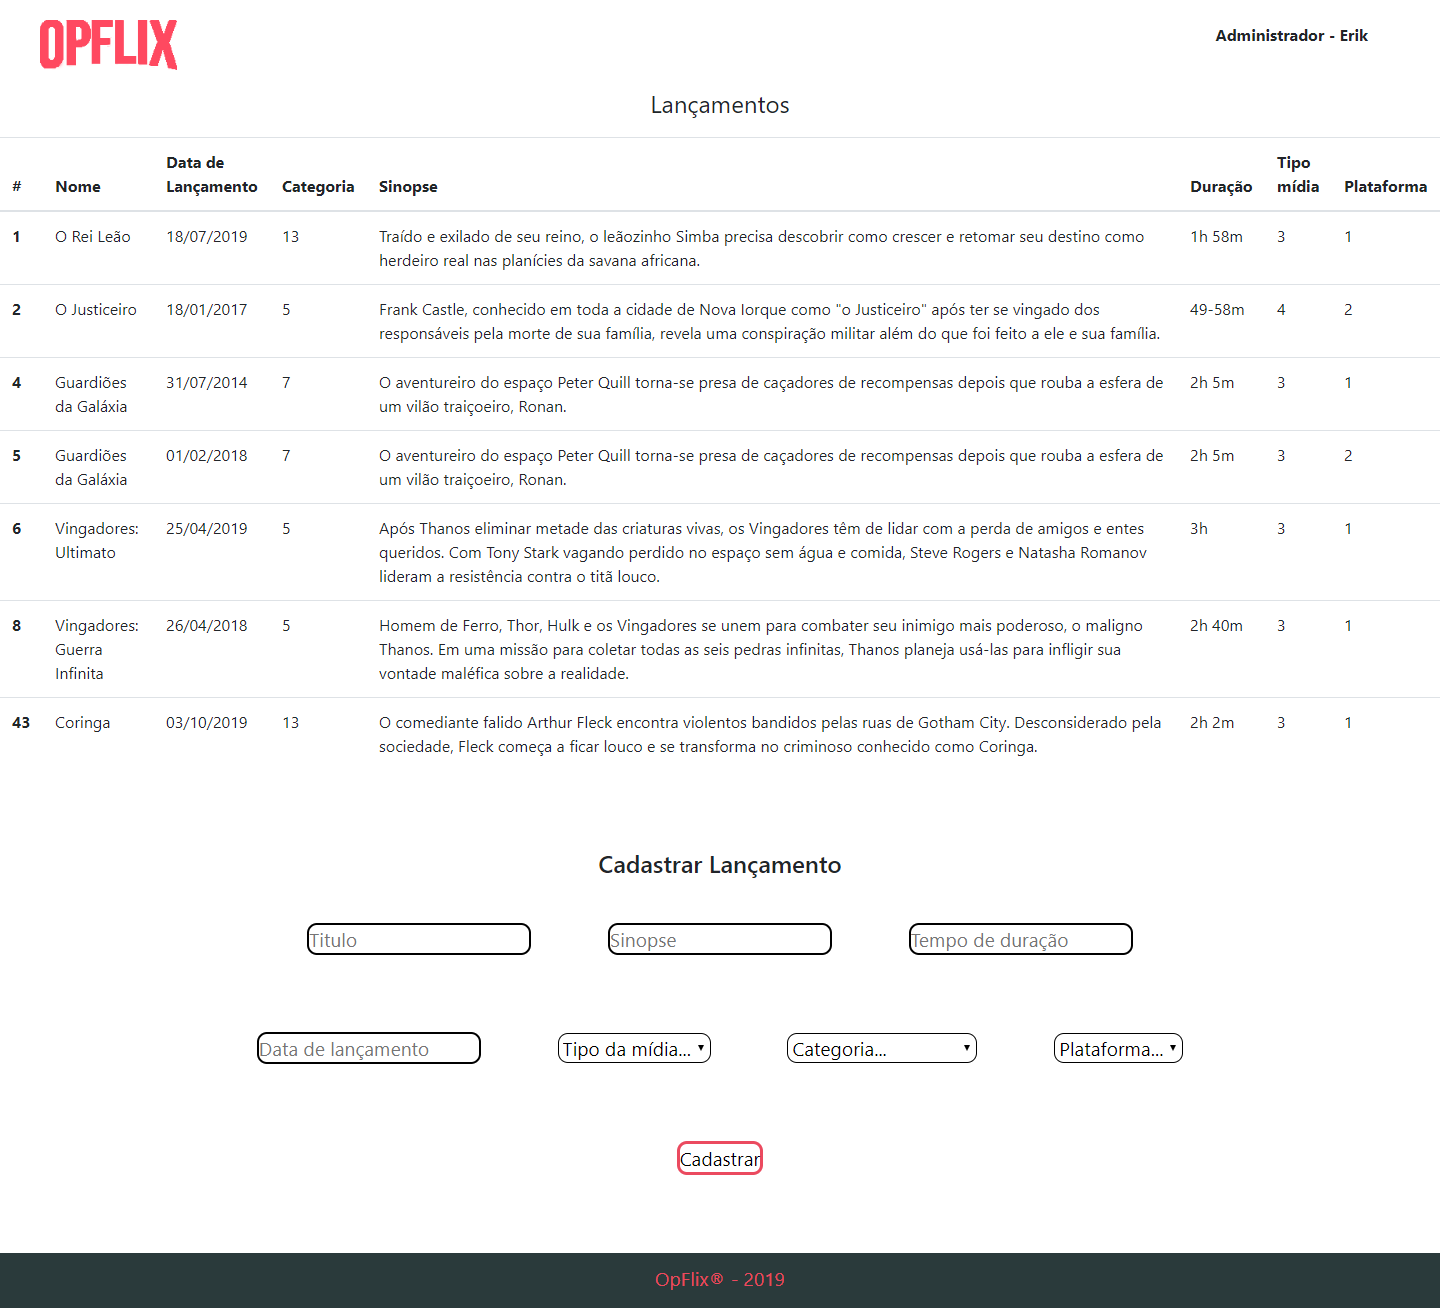 OPFLIX
Administrador - Erik
Lançamentos
# Nome Data de Lançamento Categoria Sinopse Duração Tipo mídia Plataforma
1 O Rei Leão 18/07/2019 13 Traído e exilado de seu reino, o leãozinho Simba precisa descobrir como crescer e retomar seu destino como 1h 58m 3 1
herdeiro real nas planícies da savana africana.
2 O Justiceiro 18/01/2017 5 Frank Castle, conhecido em toda a cidade de Nova Iorque como "o Justiceiro" após ter se vingado dos 49-58m 4 2
responsáveis pela morte de sua família, revela uma conspiração militar além do que foi feito a ele e sua família.
4 Guardiões 31/07/2014 7 O aventureiro do espaço Peter Quill torna-se presa de caçadores de recompensas depois que rouba a esfera de 2h 5m 3 1
da Galáxia um vilão traiçoeiro, Ronan.
5 Guardiões 01/02/2018 7 O aventureiro do espaço Peter Quill torna-se presa de caçadores de recompensas depois que rouba a esfera de 2h 5m 3 2
da Galáxia um vilão traiçoeiro, Ronan.
6 Vingadores: 25/04/2019 5 Após Thanos eliminar metade das criaturas vivas, os Vingadores têm de lidar com a perda de amigos e entes 3h 3 1
Ultimato queridos. Com Tony Stark vagando perdido no espaço sem água e comida, Steve Rogers e Natasha Romanov
lideram a resistência contra o titã louco.
8 Vingadores: 26/04/2018 5 Homem de Ferro, Thor, Hulk e os Vingadores se unem para combater seu inimigo mais poderoso, o maligno 2h 40m 3 1
Guerra Thanos. Em uma missão para coletar todas as seis pedras infinitas, Thanos planeja usá-las para infligir sua
Infinita vontade maléfica sobre a realidade.
43 Coringa 03/10/2019 13 O comediante falido Arthur Fleck encontra violentos bandidos pelas ruas de Gotham City. Desconsiderado pela 2h 2m 3 1
sociedade, Fleck começa a ficar louco e se transforma no criminoso conhecido como Coringa.
Cadastrar Lançamento
Titulo Sinopse Tempo de duração
Data de lançamento Tipo da mídia... Categoria... Plataforma...
Cadastrar
OpFlix® - 2019